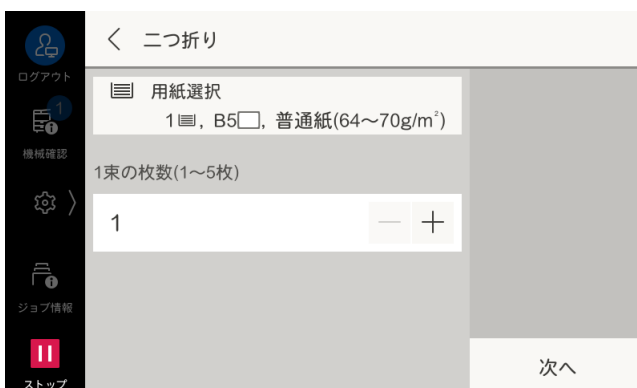 二つ折り
ログアウト
用紙選択
1, B5, 普通紙(64～70g/m²)
1
機械確認
1束の枚数(1～5枚)
1
ジョブ情報
ストップ
次へ